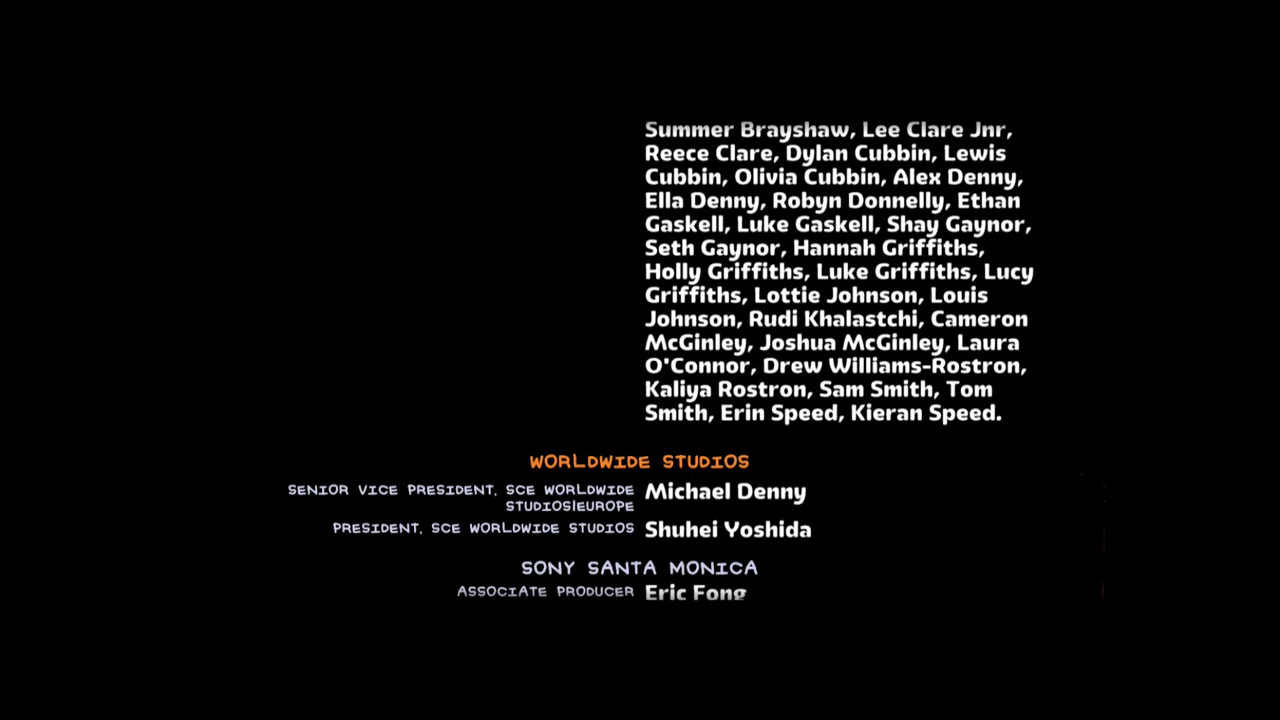 Summer Brayshaw, Lee Clare Jnr,
Reece Clare, Dylan Cubbin, Lewis
Cubbin, Olivia Cubbin, Alex Denny,
Ella Denny, Robyn Donnelly, Ethan
Gaskell, Luke Gaskell, Shay Gaynor,
Seth Gaynor, Hannah Griffiths,
Holly Griffiths, Luke Griffiths, Lucy
Griffiths, Lottie Johnson, Louis
Johnson, Rudi Khalastchi, Cameron
McGinley, Joshua McGinley, Laura
O'Connor, Drew Williams-Rostron,
Kaliya Rostron, Sam Smith, Tom
Smith, Erin Speed, Kieran Speed.
WORLDWIDE STUDIOS
SENIOR VICE PRESIDENT, SCE WORLDWIDE Michael Denny
STUDIOS|EUROPE
PRESIDENT, SCE WORLDWIDE STUDIOS Shuhei Yoshida
SONY SANTA MONICA
ASSOCIATE PRODUCER Eric Fong